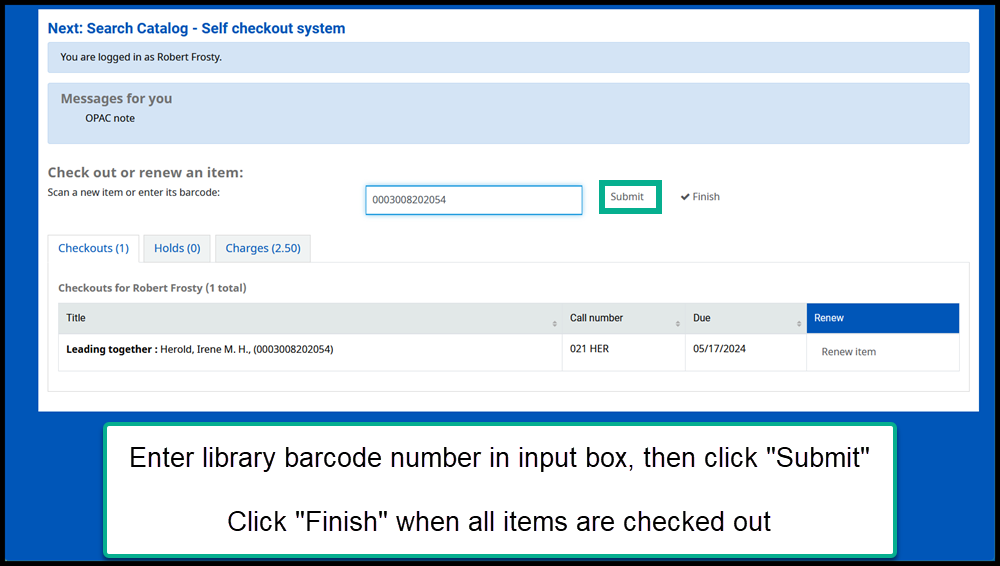 Next: Search Catalog - Self checkout system
You are logged in as Robert Frosty.
Messages for you
OPAC note
Check out or renew an item:
Scan a new item or enter its barcode:
0003008202054
Submit
Finish
Checkouts (1) Holds (0) Charges (2.50)
Checkouts for Robert Frosty (1 total)
Title Call number Due Renew
Leading together : Herold, Irene M. H., (0003008202054) 021 HER 05/17/2024 Renew item
Enter library barcode number in input box, then click "Submit"
Click "Finish" when all items are checked out